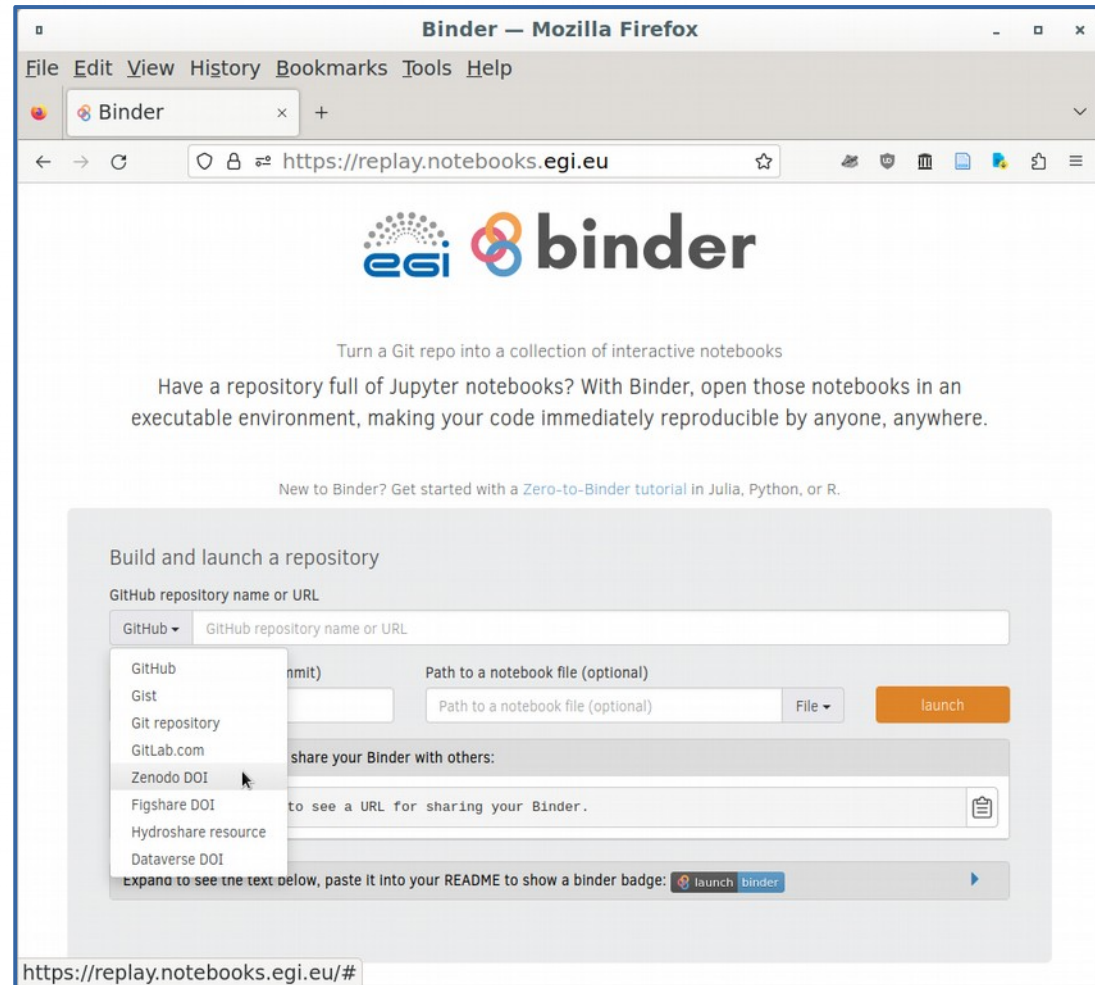 Binder — Mozilla Firefox
File Edit View History Bookmarks Tools Help
Binder × +
https://replay.notebooks.egi.eu
egi binder
Turn a Git repo into a collection of interactive notebooks
Have a repository full of Jupyter notebooks? With Binder, open those notebooks in an
executable environment, making your code immediately reproducible by anyone, anywhere.
New to Binder? Get started with a Zero-to-Binder tutorial in Julia, Python, or R.
Build and launch a repository
GitHub repository name or URL
GitHub GitHub repository name or URL
GitHub
Gist
Git repository
GitLab.com
Zenodo DOI
Figshare DOI
Hydroshare resource
Dataverse DOI
mmit) Path to a notebook file (optional)
Path to a notebook file (optional) File launch
share your Binder with others:
to see a URL for sharing your Binder.
Expand to see the text below, paste it into your README to show a binder badge: launch binder
https://replay.notebooks.egi.eu/#